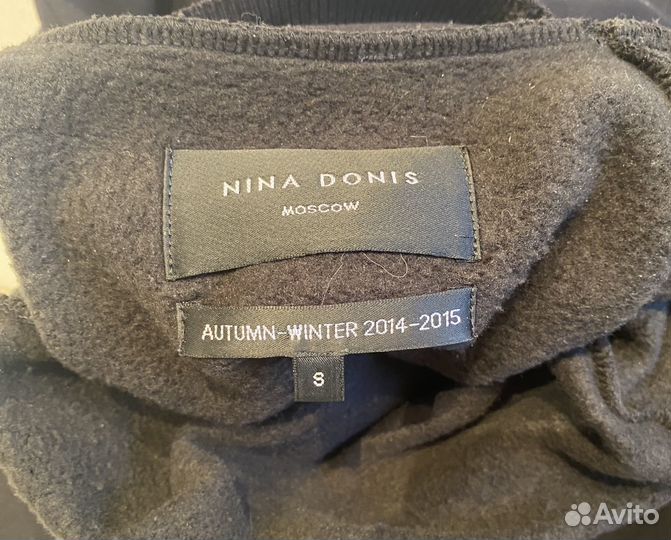 NINA DONIS
MOSCOW
AUTUMN-WINTER 2014-2015
S
Avito